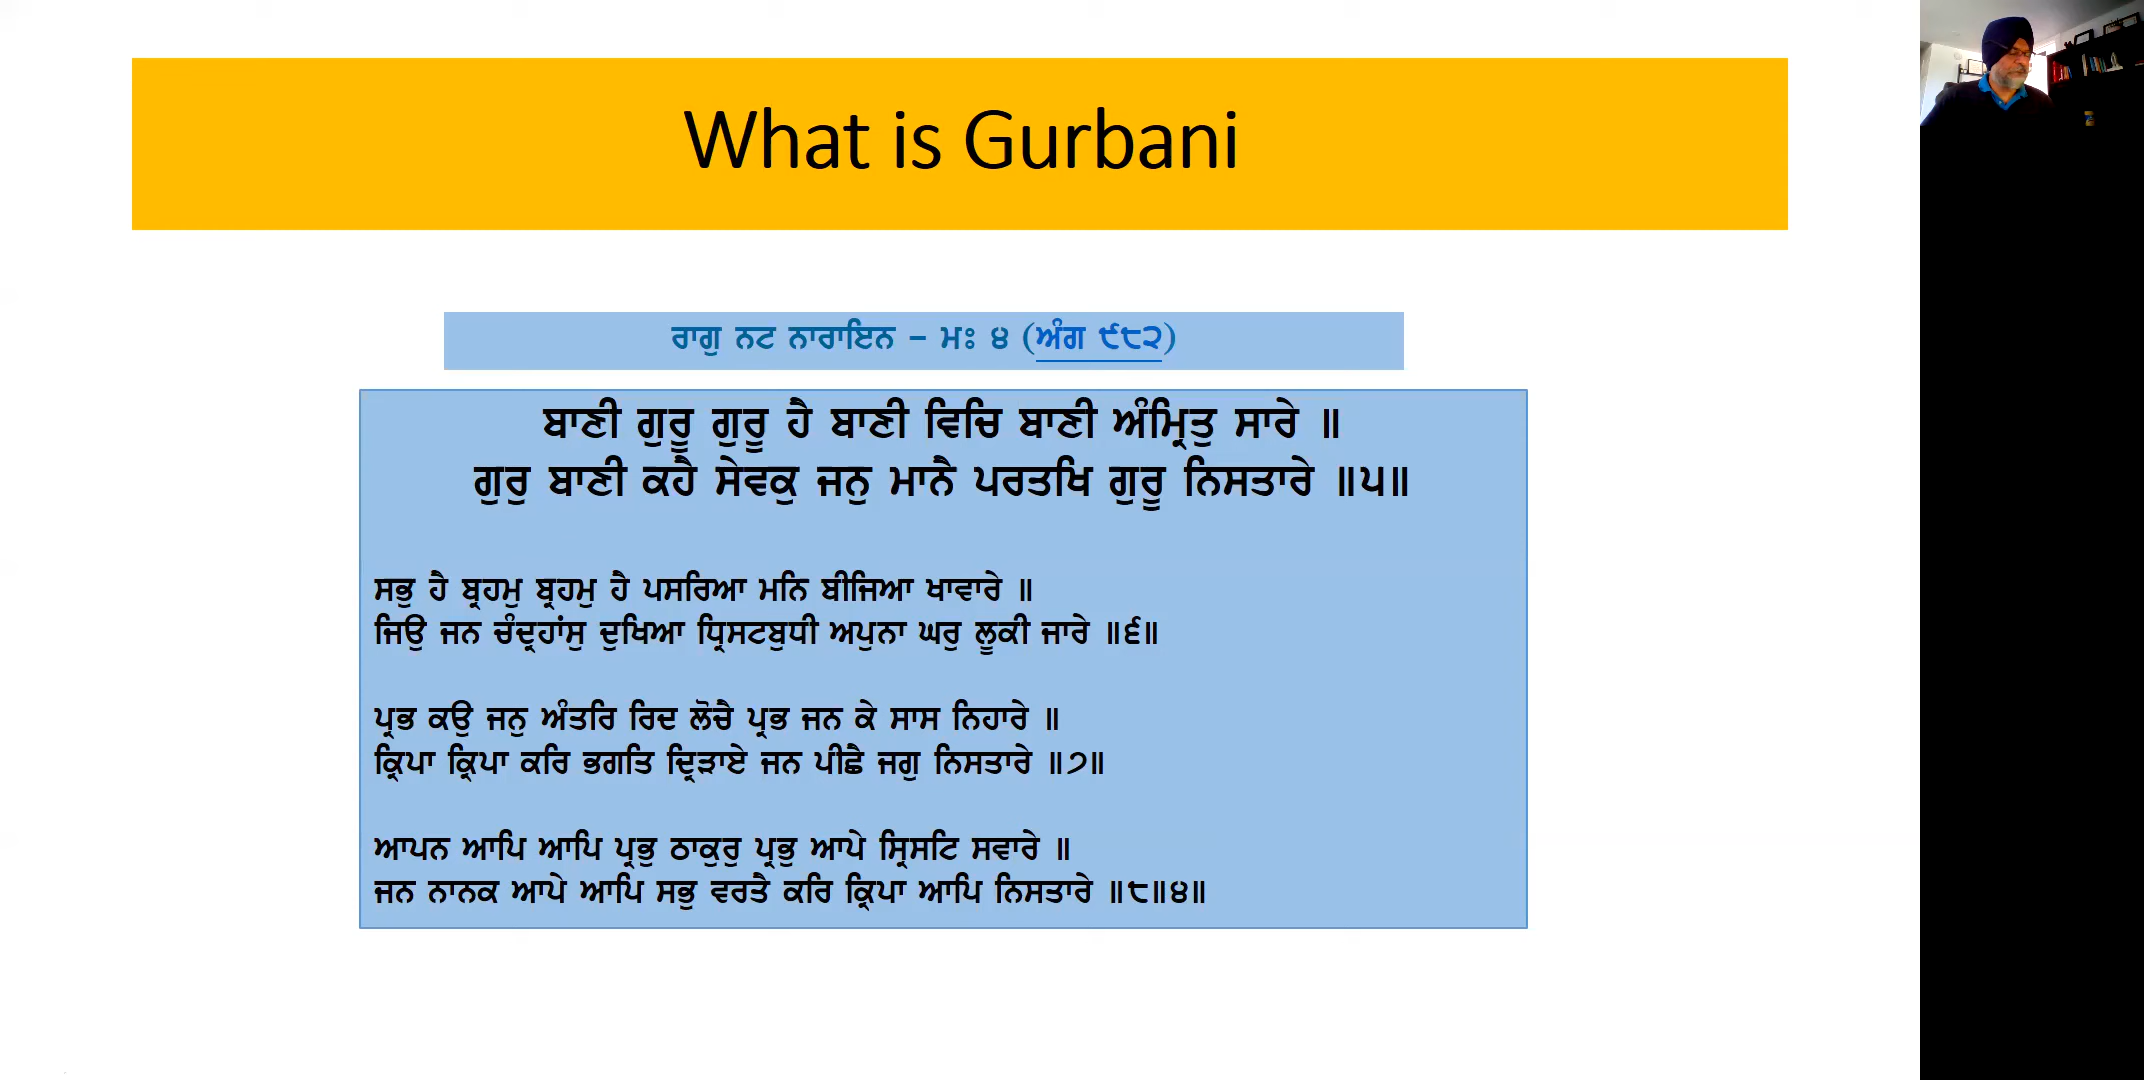 What is Gurbani
ਰਾਗੁ ਨਟ ਨਾਰਾਇਨ – ਮਃ ੪ (ਅੰਗ ੯੮੨)
ਬਾਣੀ ਗੁਰੂ ਗੁਰੂ ਹੈ ਬਾਣੀ ਵਿਚਿ ਬਾਣੀ ਅੰਮ੍ਰਿਤੁ ਸਾਰੇ ॥
ਗੁਰੁ ਬਾਣੀ ਕਹੈ ਸੇਵਕੁ ਜਨੁ ਮਾਨੈ ਪਰਤਖਿ ਗੁਰੂ ਨਿਸਤਾਰੇ ॥੫॥
ਸਭੁ ਹੈ ਬ੍ਰਹਮੁ ਬ੍ਰਹਮੁ ਹੈ ਪਸਰਿਆ ਮਨਿ ਬੀਜਿਆ ਖਾਵਾਰੇ ॥
ਜਿਉ ਜਨ ਚੰਦ੍ਰਹਾਂਸੁ ਦੁਖਿਆ ਧ੍ਰਿਸਟਬੁਧੀ ਅਪੁਨਾ ਘਰੁ ਲੂਕੀ ਜਾਰੇ ॥੬॥
ਪ੍ਰਭ ਕਉ ਜਨੁ ਅੰਤਰਿ ਰਿਦ ਲੋਚੈ ਪ੍ਰਭ ਜਨ ਕੇ ਸਾਸ ਨਿਹਾਰੇ ॥
ਕ੍ਰਿਪਾ ਕ੍ਰਿਪਾ ਕਰਿ ਭਗਤਿ ਦ੍ਰਿੜਾਏ ਜਨ ਪੀਛੈ ਜਗੁ ਨਿਸਤਾਰੇ ॥੭॥
ਆਪਨ ਆਪਿ ਆਪਿ ਪ੍ਰਭੁ ਠਾਕੁਰੁ ਪ੍ਰਭੁ ਆਪੇ ਸ੍ਰਿਸਟਿ ਸਵਾਰੇ ॥
ਜਨ ਨਾਨਕ ਆਪੇ ਆਪਿ ਸਭੁ ਵਰਤੈ ਕਰਿ ਕ੍ਰਿਪਾ ਆਪਿ ਨਿਸਤਾਰੇ ॥੮॥੪॥